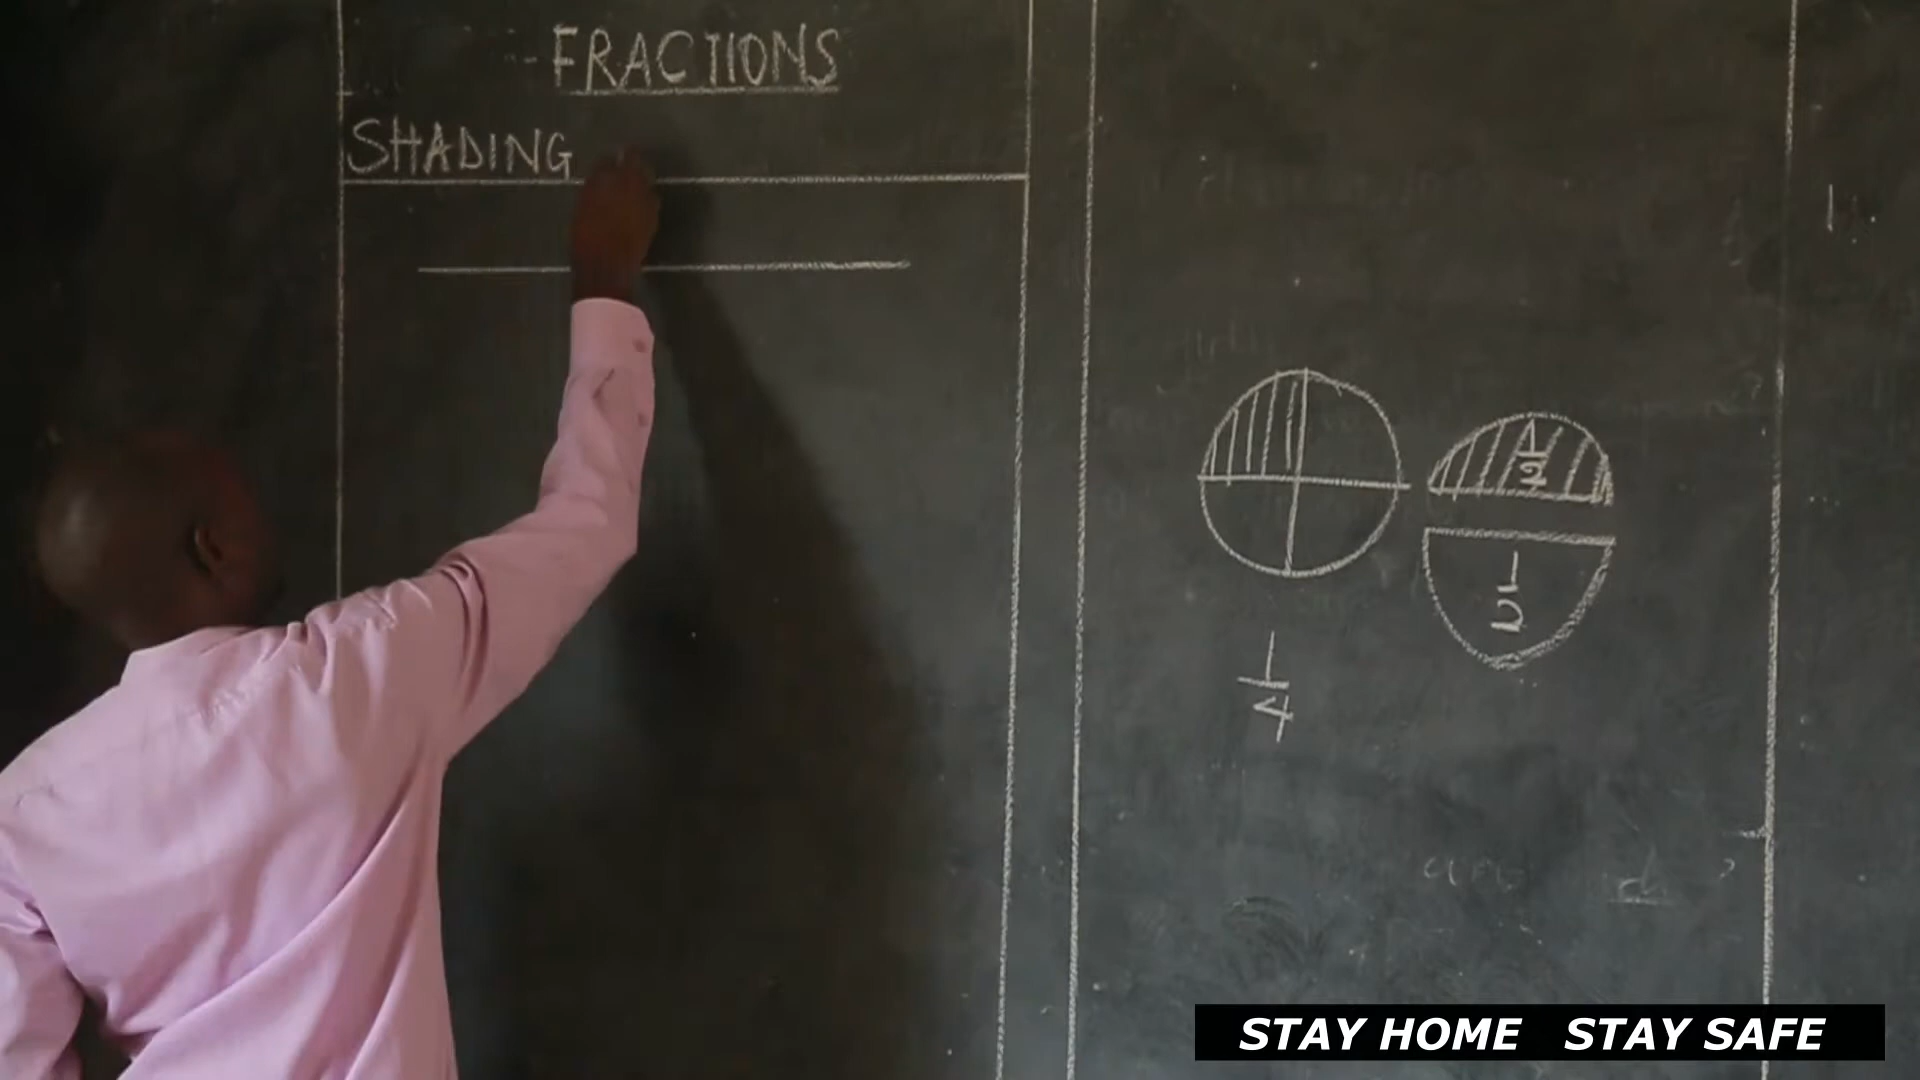 FRACTIONS
SHADING
1/2
1/2
1/4
STAY HOME STAY SAFE